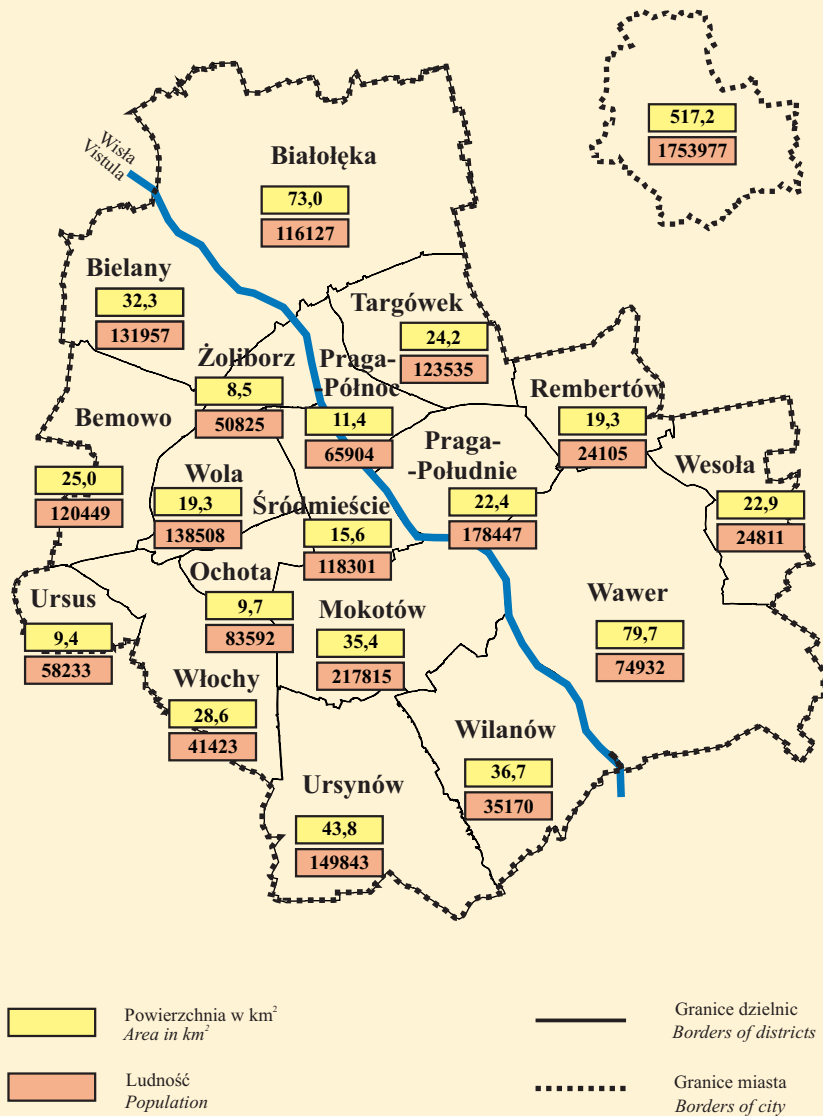 517,2
1753977
Wisła
Vistula
Białołęka
73,0
116127
Bielany
32,3
131957
Targówek
24,2
123535
Żoliborz
8,5
50825
Praga-
-Północ
11,4
65904
Rembertów
19,3
24105
Bemowo
25,0
120449
Wola
19,3
138508
Praga-
-Południe
22,4
178447
Wesoła
22,9
24811
Śródmieście
15,6
118301
Ochota
9,7
83592
Ursus
9,4
58233
Mokotów
35,4
217815
Wawer
79,7
74932
Włochy
28,6
41423
Wilanów
36,7
35170
Ursynów
43,8
149843
Powierzchnia w km²
Area in km²
Granice dzielnic
Borders of districts
Ludność
Population
Granice miasta
Borders of city